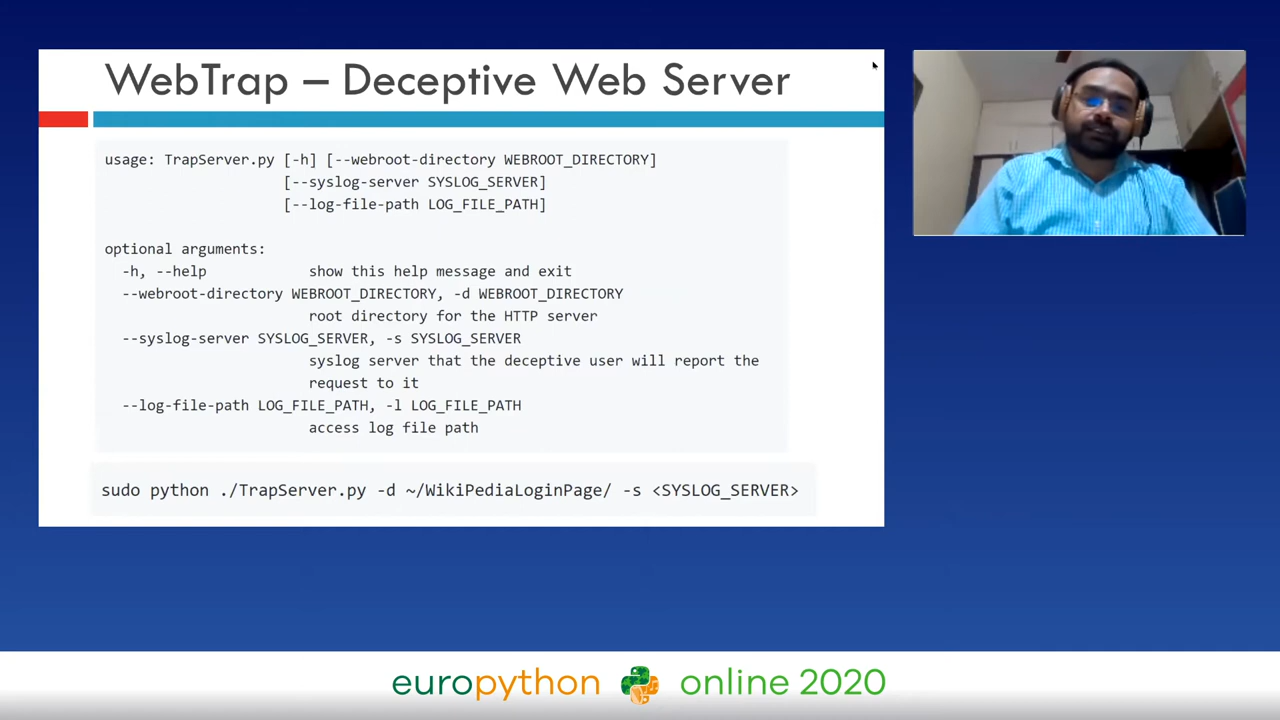 WebTrap – Deceptive Web Server
usage: TrapServer.py [-h] [--webroot-directory WEBROOT_DIRECTORY]
[--syslog-server SYSLOG_SERVER]
[--log-file-path LOG_FILE_PATH]
optional arguments:
-h, --help show this help message and exit
--webroot-directory WEBROOT_DIRECTORY, -d WEBROOT_DIRECTORY
root directory for the HTTP server
--syslog-server SYSLOG_SERVER, -s SYSLOG_SERVER
syslog server that the deceptive user will report the
request to it
--log-file-path LOG_FILE_PATH, -l LOG_FILE_PATH
access log file path
sudo python ./TrapServer.py -d ~/WikiPediaLoginPage/ -s <SYSLOG_SERVER>
europython online 2020